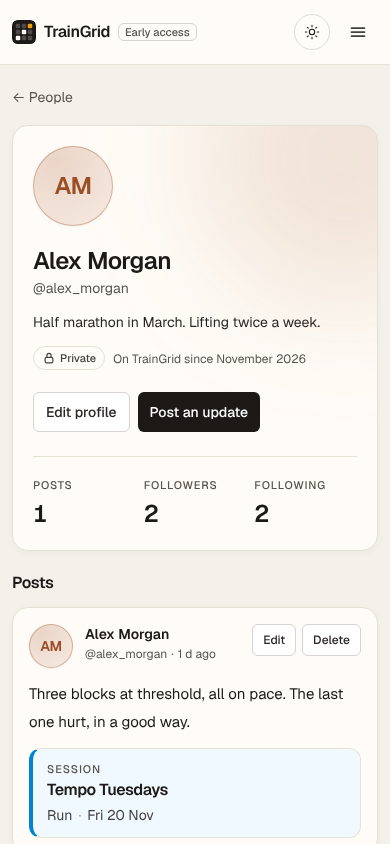 TrainGrid Early access
← People
AM
Alex Morgan
@alex_morgan
Half marathon in March. Lifting twice a week.
Private On TrainGrid since November 2026
Edit profile Post an update
POSTS FOLLOWERS FOLLOWING
1 2 2
Posts
AM Alex Morgan Edit Delete
@alex_morgan · 1 d ago
Three blocks at threshold, all on pace. The last
one hurt, in a good way.
SESSION
Tempo Tuesdays
Run · Fri 20 Nov